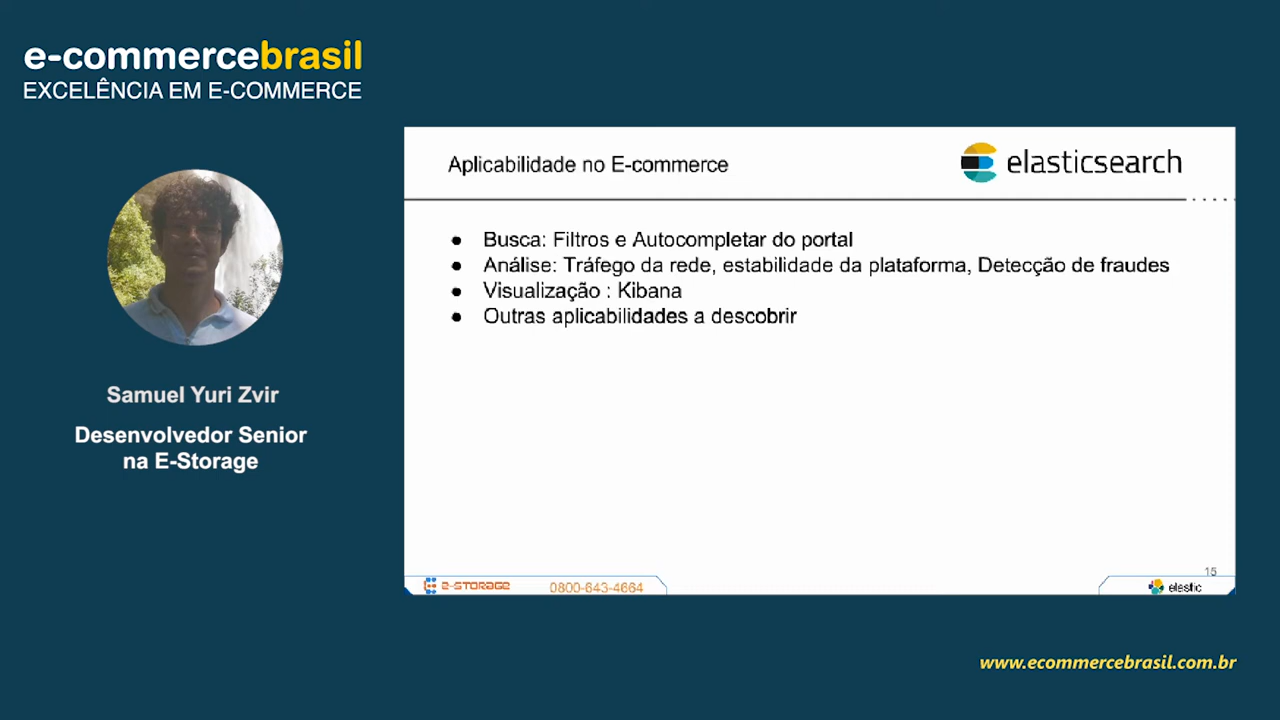 e-commercebrasil
EXCELÊNCIA EM E-COMMERCE
Samuel Yuri Zvir
Desenvolvedor Senior
na E-Storage
Aplicabilidade no E-commerce
elasticsearch
● Busca: Filtros e Autocompletar do portal
● Análise: Tráfego da rede, estabilidade da plataforma, Detecção de fraudes
● Visualização : Kibana
● Outras aplicabilidades a descobrir
15
E-STORAGE
0800-643-4664
elastic
www.ecommercebrasil.com.br